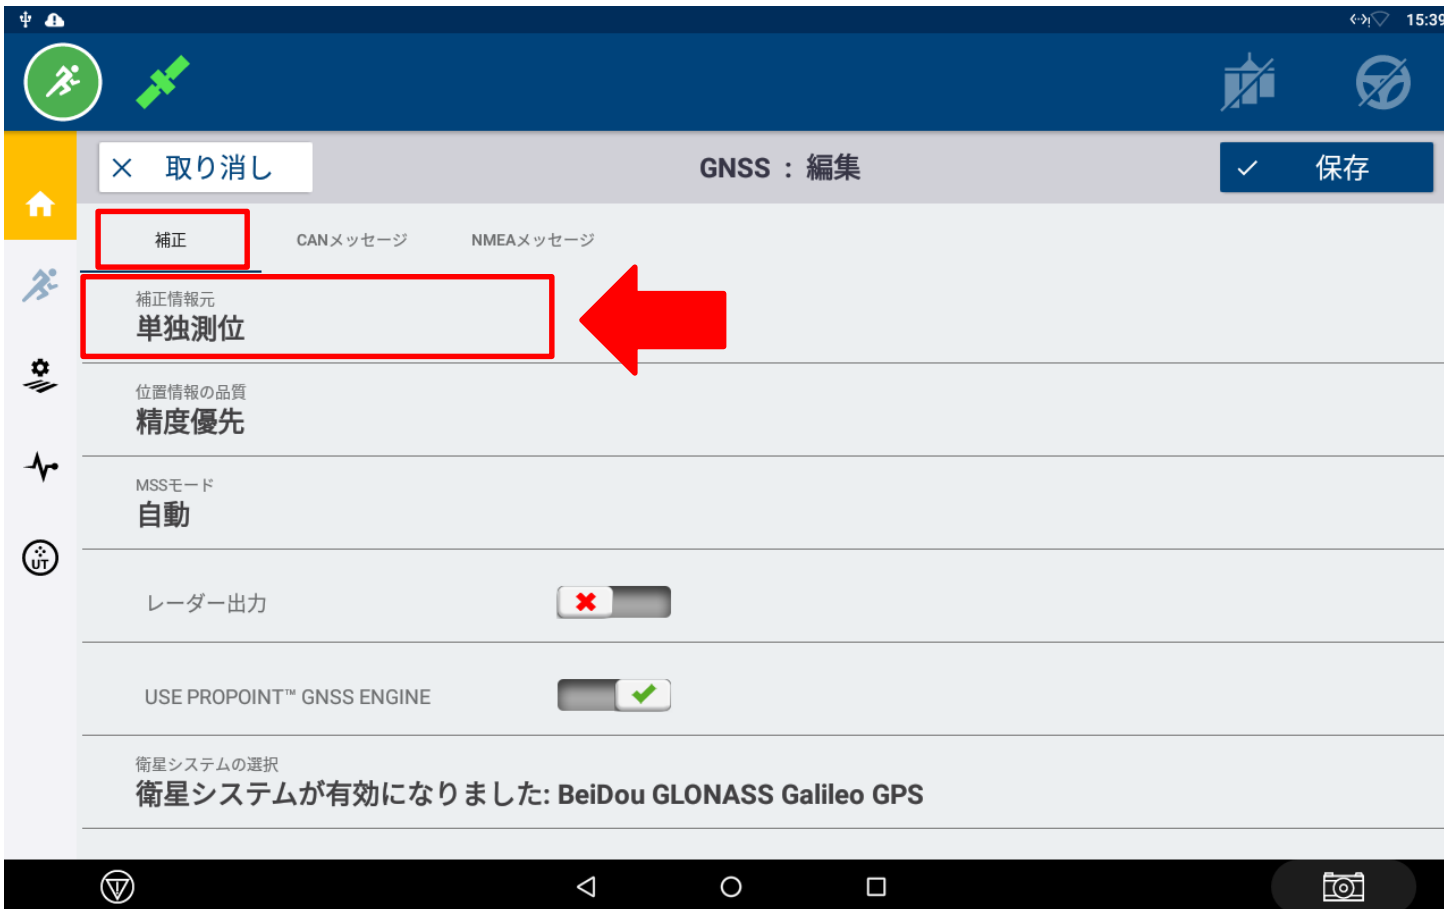 15:39
取り消し
GNSS : 編集
保存
補正
CANメッセージ
NMEAメッセージ
補正情報元
単独測位
位置情報の品質
精度優先
MSSモード
自動
レーダー出力
USE PROPOINT™ GNSS ENGINE
衛星システムの選択
衛星システムが有効になりました: BeiDou GLONASS Galileo GPS
UT